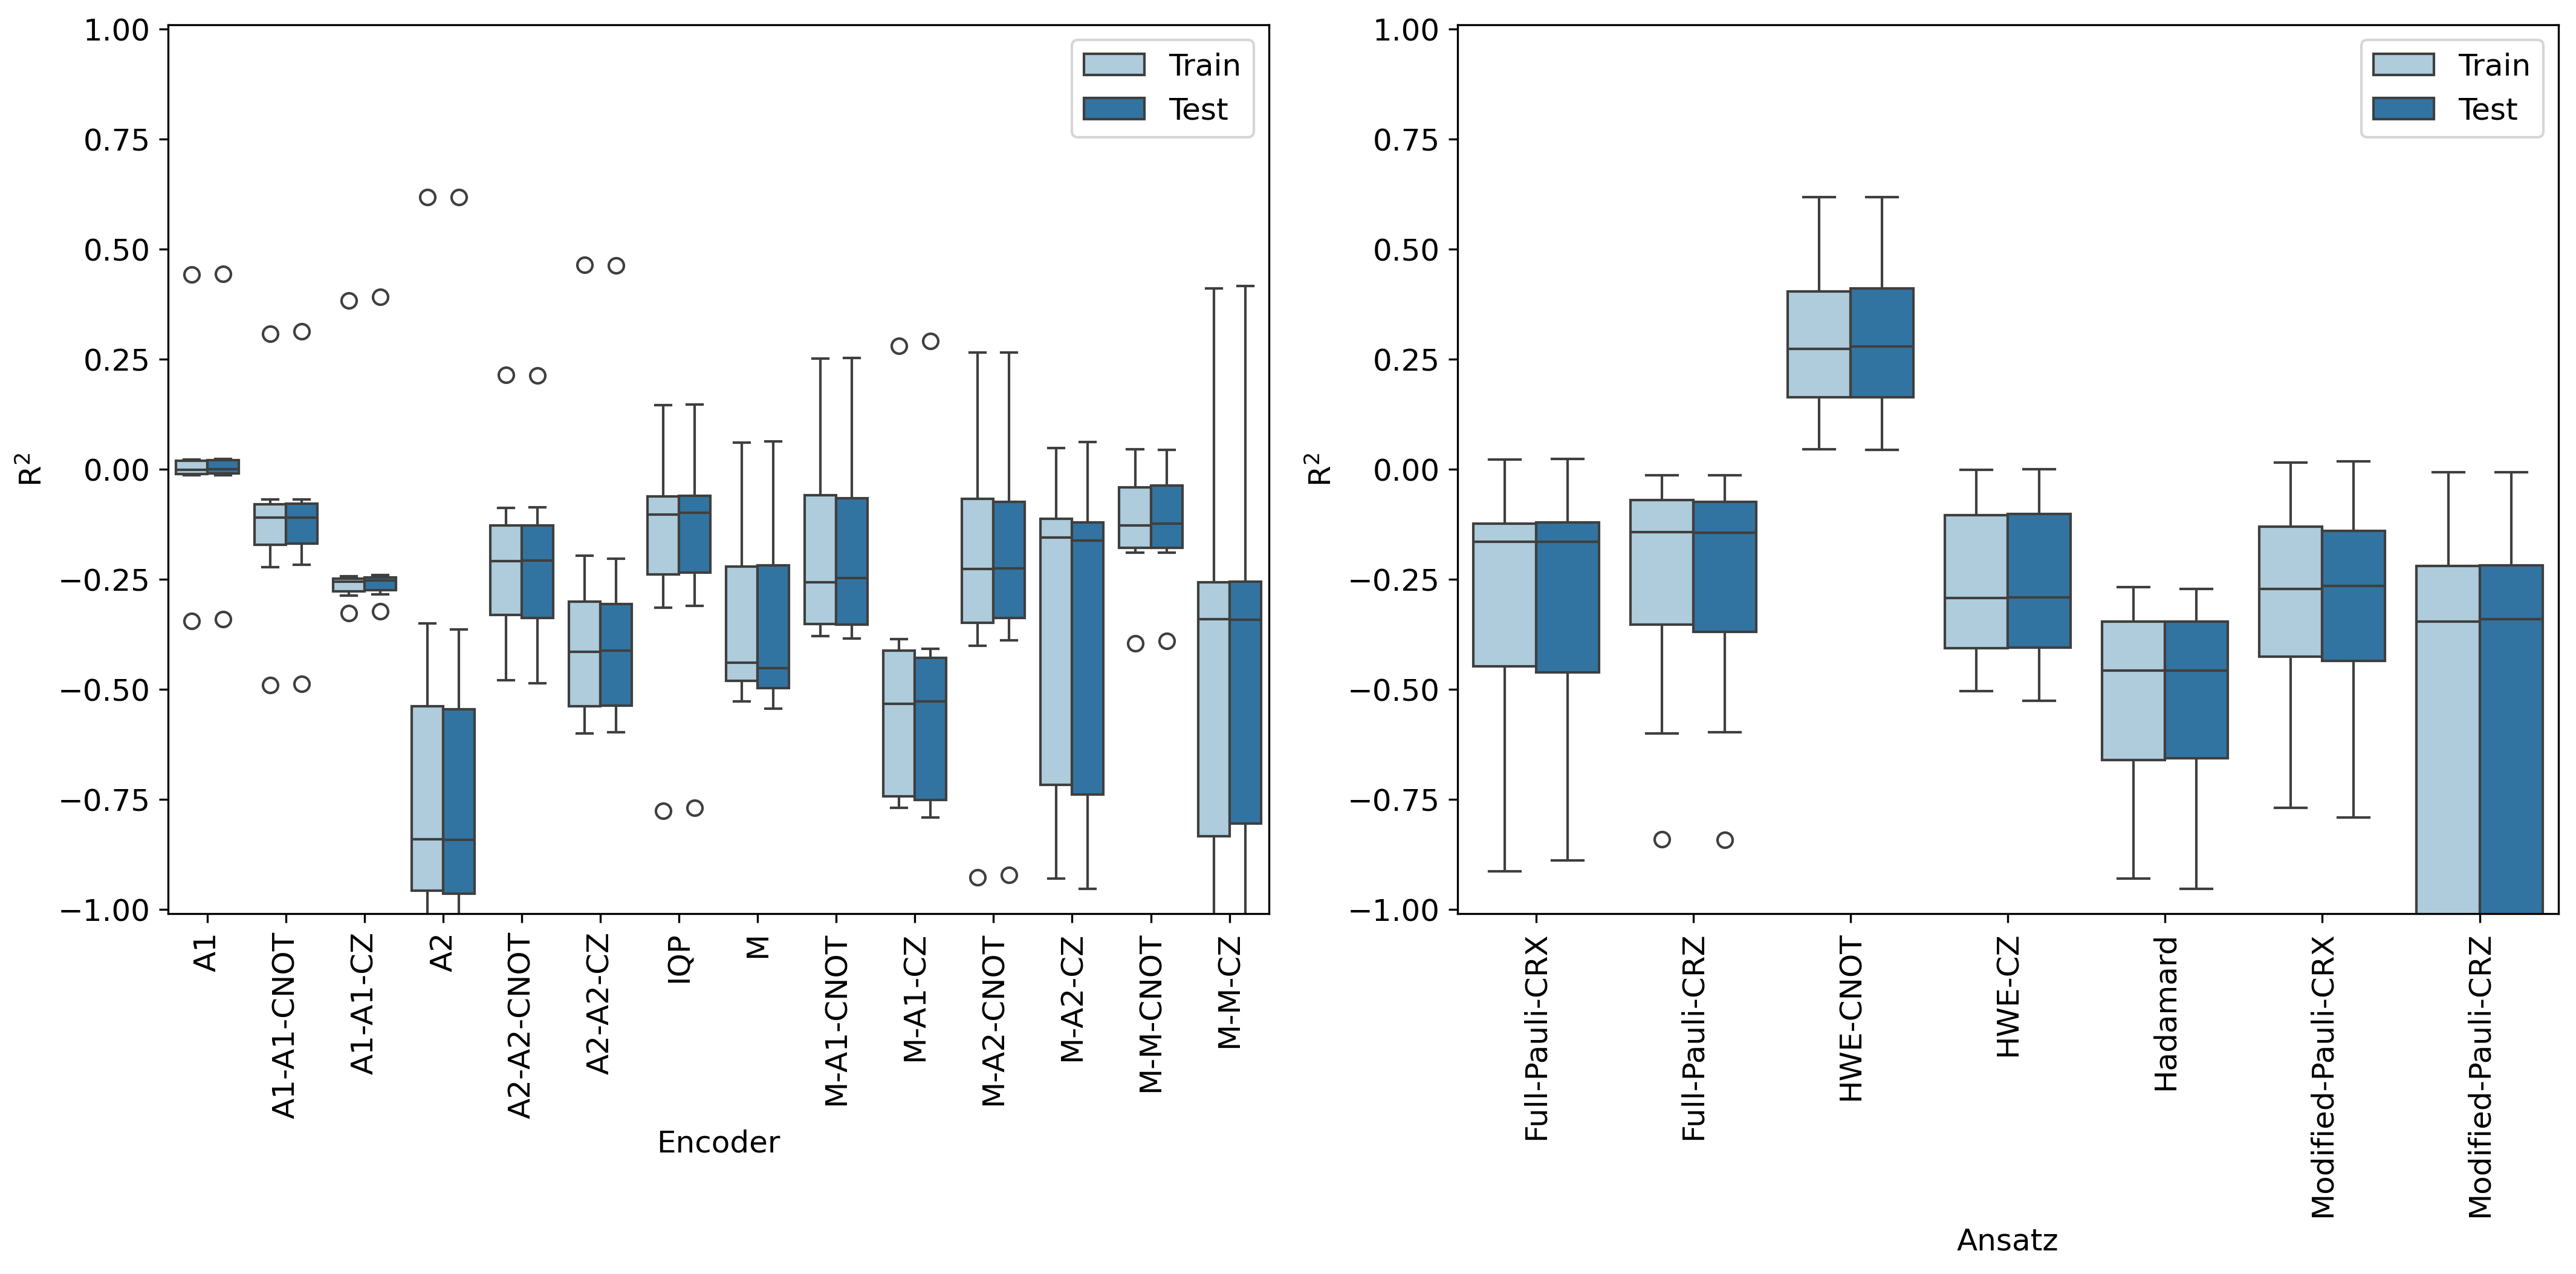 1.00
0.75
0.50
0.25
0.00
−0.25
−0.50
−0.75
−1.00
R²
Train
Test
A1
A1-A1-CNOT
A1-A1-CZ
A2
A2-A2-CNOT
A2-A2-CZ
IQP
M
M-A1-CNOT
M-A1-CZ
M-A2-CNOT
M-A2-CZ
M-M-CNOT
M-M-CZ
Encoder
1.00
0.75
0.50
0.25
0.00
−0.25
−0.50
−0.75
−1.00
R²
Train
Test
Full-Pauli-CRX
Full-Pauli-CRZ
HWE-CNOT
HWE-CZ
Hadamard
Modified-Pauli-CRX
Modified-Pauli-CRZ
Ansatz